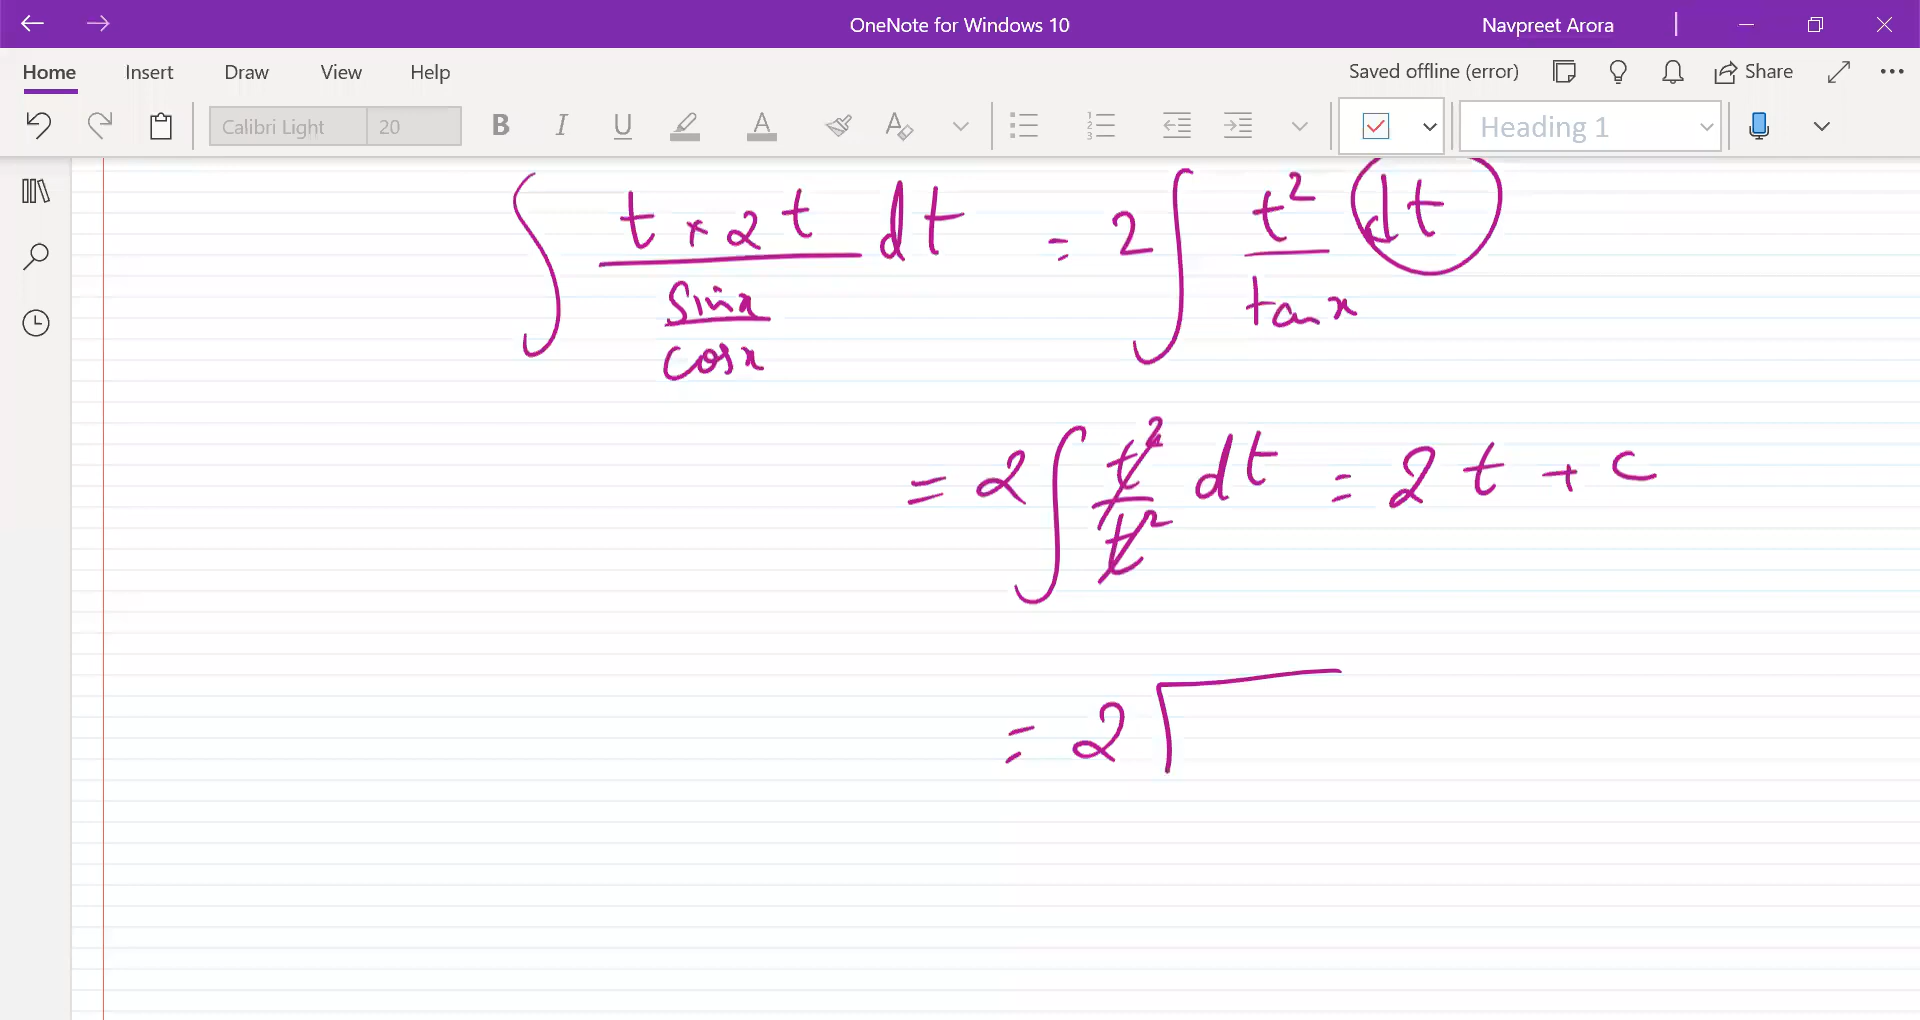 OneNote for Windows 10 Navpreet Arora
Home Insert Draw View Help Saved offline (error) Share
Calibri Light 20 B I U A A Heading 1
∫ (t × 2t)/(sinx/cosx) dt = 2 ∫ t²/tanx dt
= 2 ∫ t²/t² dt = 2t + c
= 2√